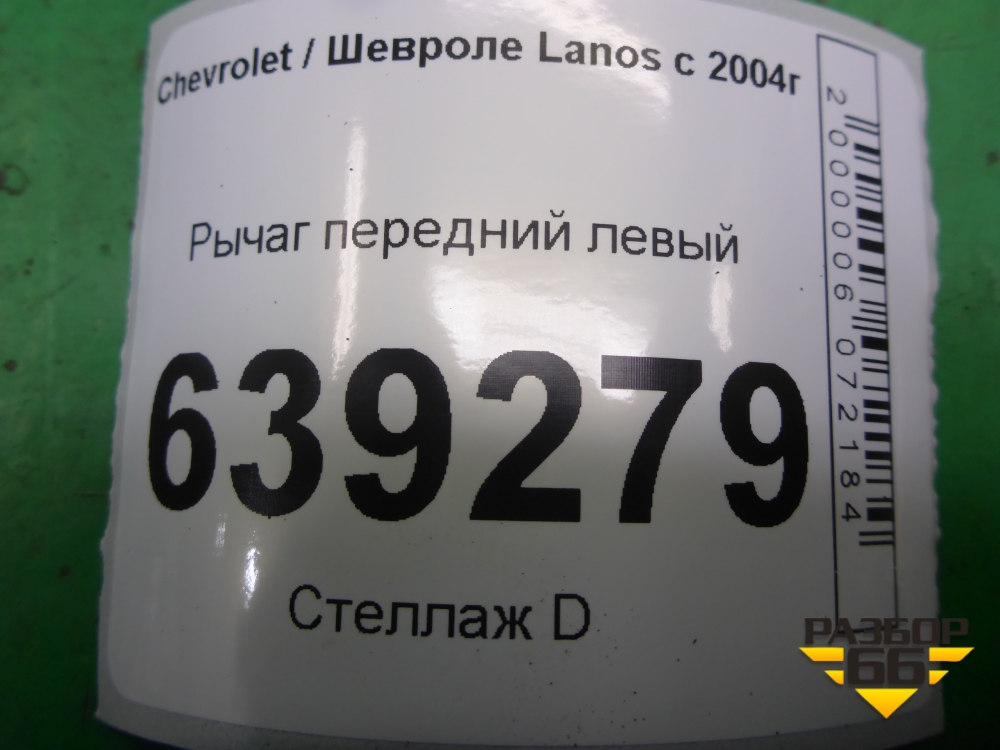 Chevrolet / Шевроле Lanos с 2004г
Рычаг передний левый
639279
Стеллаж D
2000006072184
РАЗБОР
66